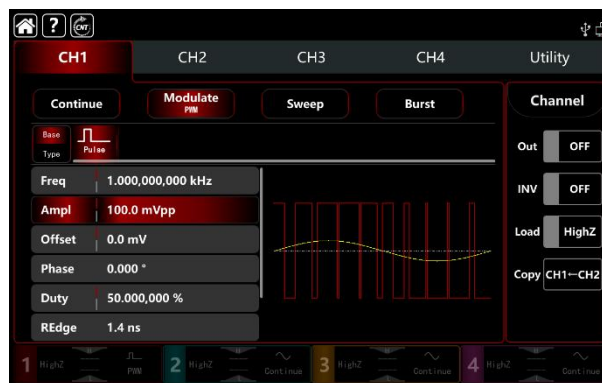 ? CNT
CH1 CH2 CH3 CH4 Utility
Continue Modulate PWM Sweep Burst Channel
Base Type Pulse
Out OFF
Freq 1.000,000,000 kHz
INV OFF
Ampl 100.0 mVpp
Load HighZ
Offset 0.0 mV
Phase 0.000 °
Copy CH1←CH2
Duty 50.000,000 %
REdge 1.4 ns
1 HighZ PWM 2 HighZ Continue 3 HighZ Continue 4 HighZ Continue